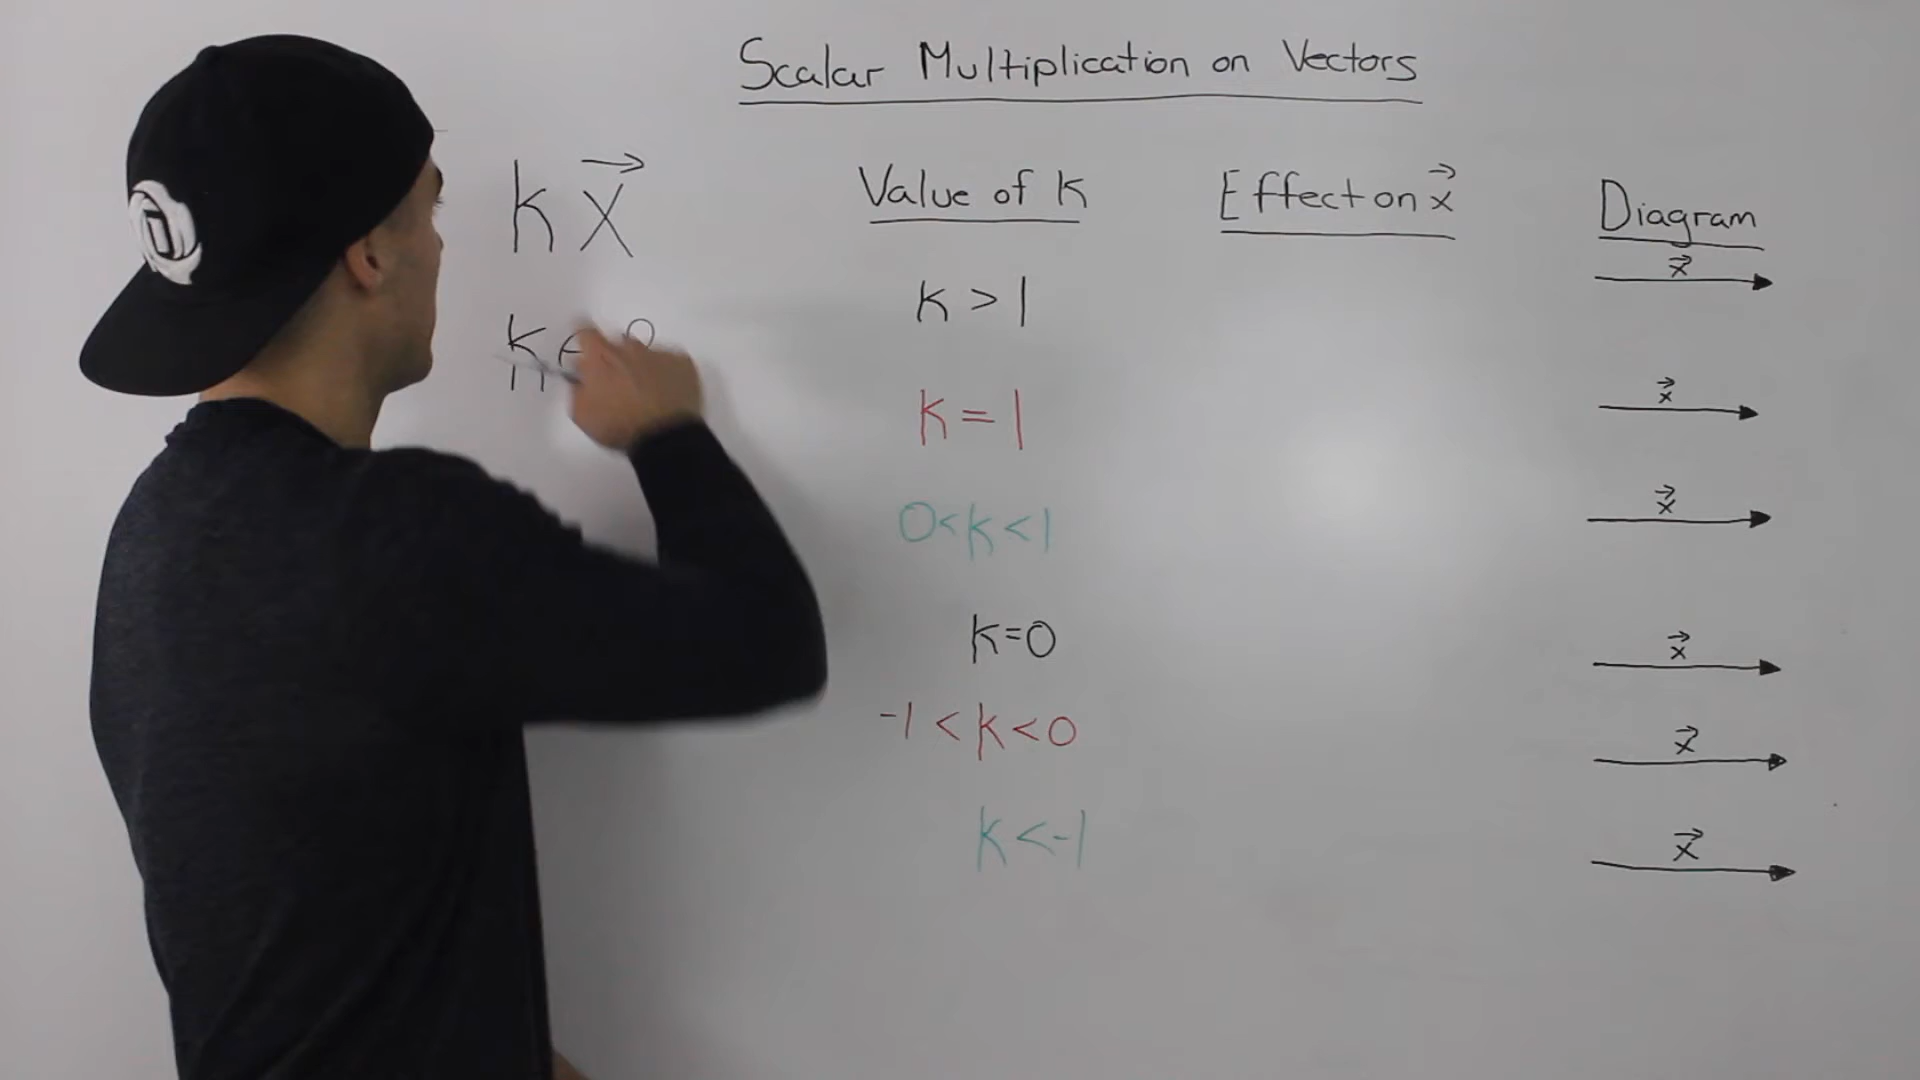 Scalar Multiplication on Vectors
k x⃗
k ∈
Value of k
Effect on x⃗
Diagram
k > 1
x⃗
k = 1
x⃗
0<k<1
x⃗
k=0
x⃗
-1 < k < 0
x⃗
k < -1
x⃗